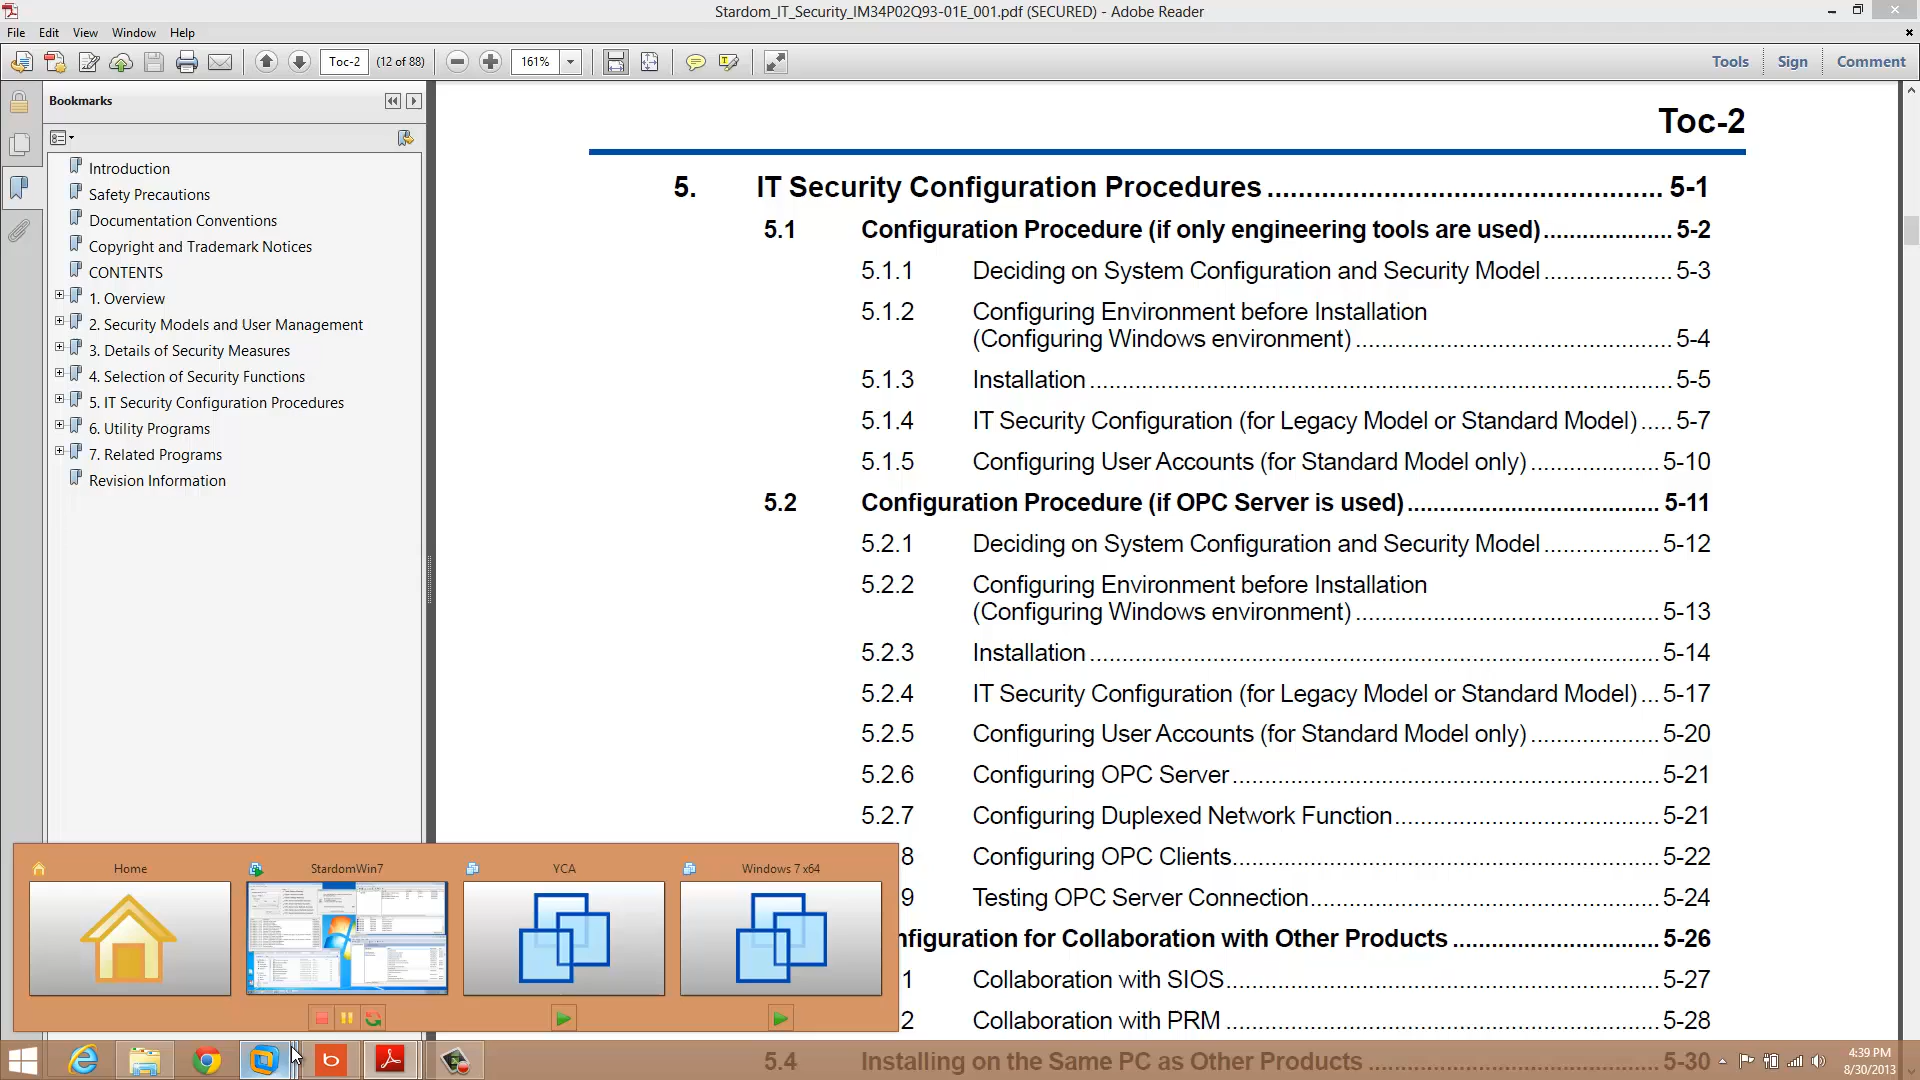 Stardom_IT_Security_IM34P02Q93-01E_001.pdf (SECURED) - Adobe Reader
File Edit View Window Help
Toc-2 (12 of 88) 161% Tools Sign Comment
Bookmarks
Introduction
Safety Precautions
Documentation Conventions
Copyright and Trademark Notices
CONTENTS
1. Overview
2. Security Models and User Management
3. Details of Security Measures
4. Selection of Security Functions
5. IT Security Configuration Procedures
6. Utility Programs
7. Related Programs
Revision Information
Toc-2
5. IT Security Configuration Procedures ........ 5-1
5.1 Configuration Procedure (if only engineering tools are used) ........ 5-2
5.1.1 Deciding on System Configuration and Security Model ........ 5-3
5.1.2 Configuring Environment before Installation
(Configuring Windows environment) ........ 5-4
5.1.3 Installation ........ 5-5
5.1.4 IT Security Configuration (for Legacy Model or Standard Model) ..... 5-7
5.1.5 Configuring User Accounts (for Standard Model only) ........ 5-10
5.2 Configuration Procedure (if OPC Server is used) ........ 5-11
5.2.1 Deciding on System Configuration and Security Model ........ 5-12
5.2.2 Configuring Environment before Installation
(Configuring Windows environment) ........ 5-13
5.2.3 Installation ........ 5-14
5.2.4 IT Security Configuration (for Legacy Model or Standard Model) ... 5-17
5.2.5 Configuring User Accounts (for Standard Model only) ........ 5-20
5.2.6 Configuring OPC Server ........ 5-21
5.2.7 Configuring Duplexed Network Function ........ 5-21
8 Configuring OPC Clients ........ 5-22
9 Testing OPC Server Connection ........ 5-24
nfiguration for Collaboration with Other Products ........ 5-26
1 Collaboration with SIOS ........ 5-27
2 Collaboration with PRM ........ 5-28
5.4 Installing on the Same PC as Other Products ........ 5-30
Home StardomWin7 YCA Windows 7 x64
4:39 PM
8/30/2013